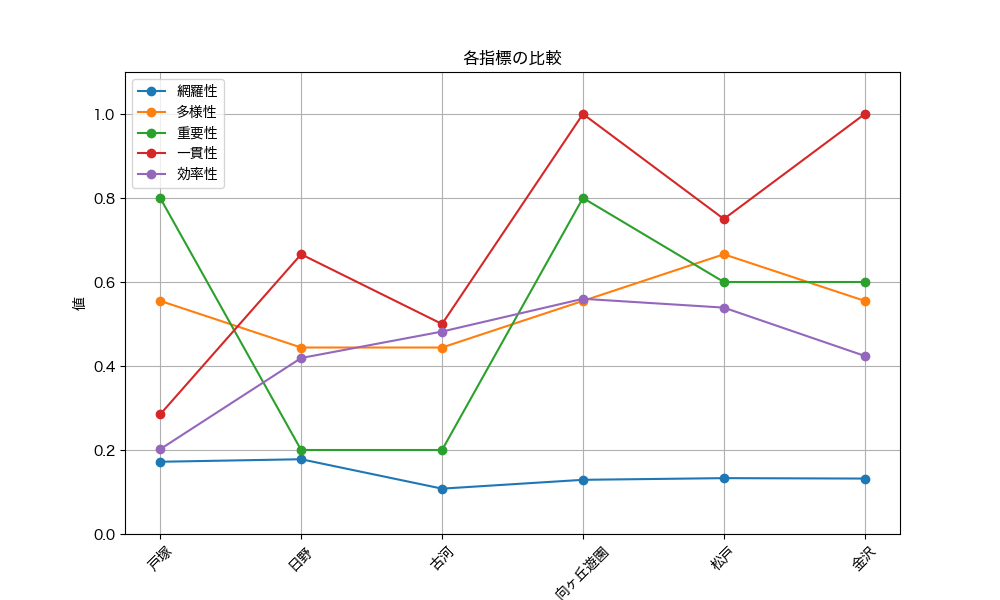 各指標の比較
網羅性
多様性
重要性
一貫性
効率性
値
1.0
0.8
0.6
0.4
0.2
0.0
戸塚
日野
古河
向ヶ丘遊園
松戸
金沢